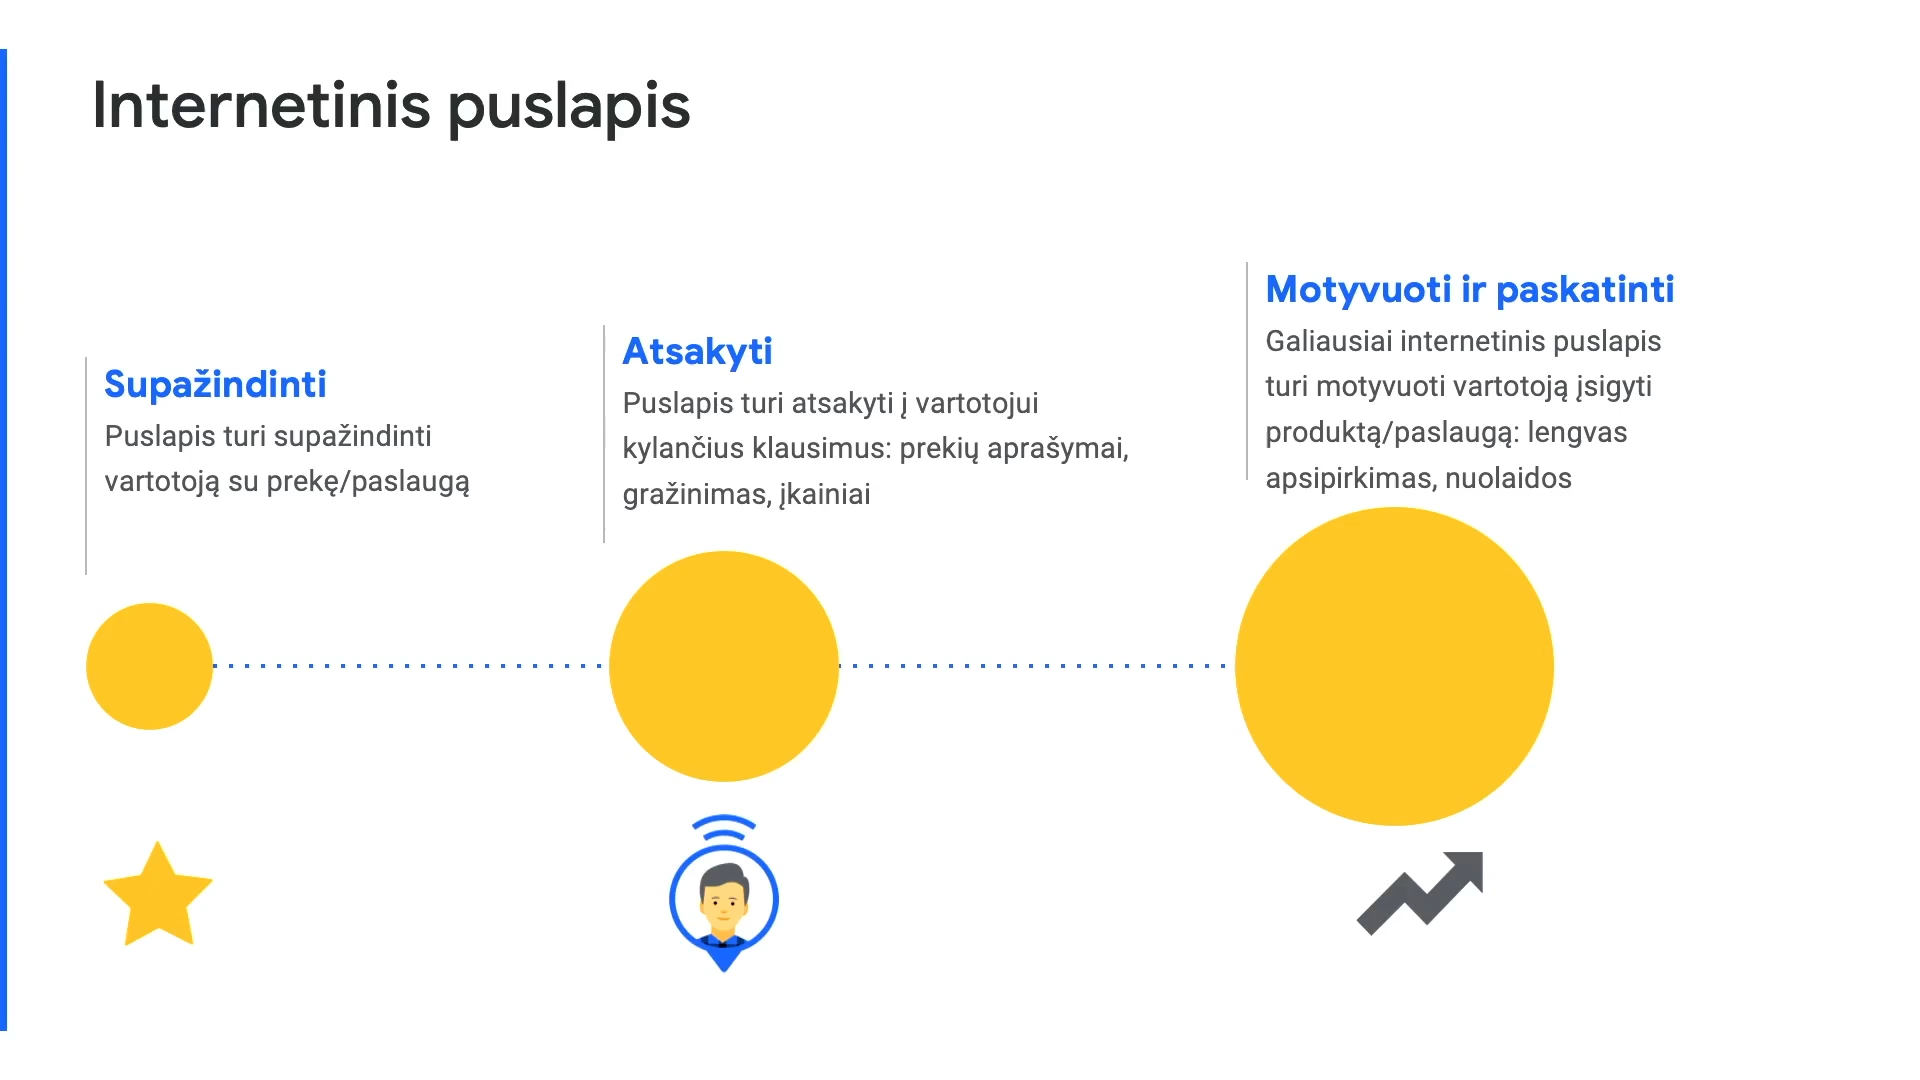 Internetinis puslapis
Supažindinti
Puslapis turi supažindinti
vartotoją su prekę/paslaugą
Atsakyti
Puslapis turi atsakyti į vartotojui
kylančius klausimus: prekių aprašymai,
gražinimas, įkainiai
Motyvuoti ir paskatinti
Galiausiai internetinis puslapis
turi motyvuoti vartotoją įsigyti
produktą/paslaugą: lengvas
apsipirkimas, nuolaidos